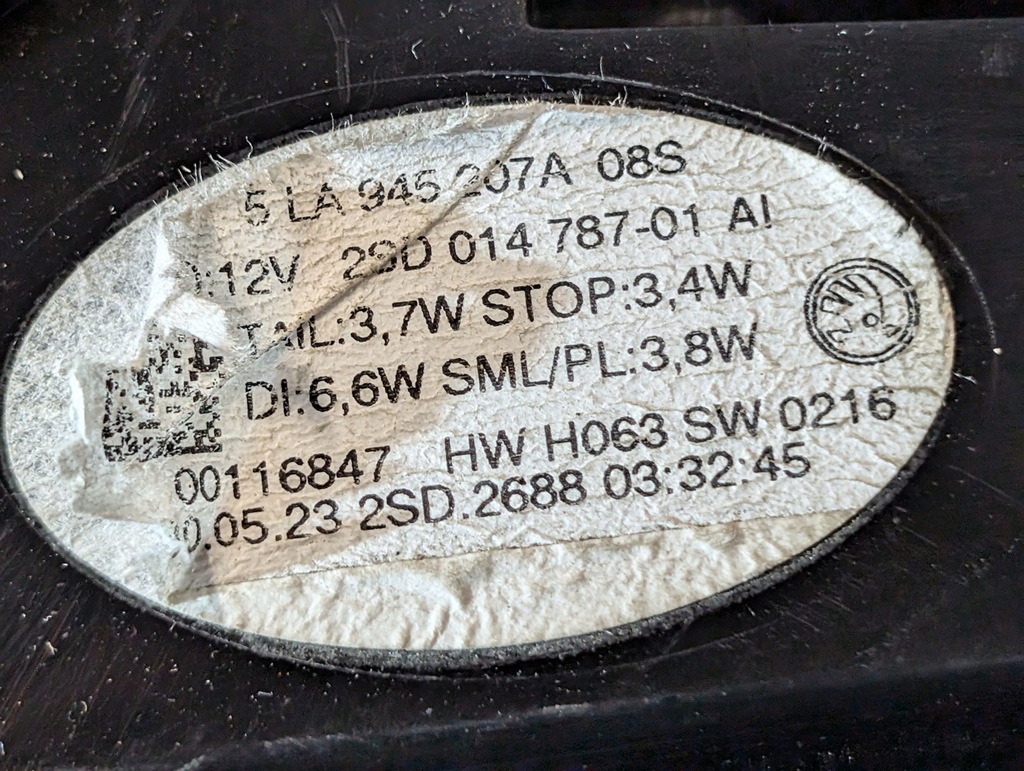 5 LA 945 207A 08S
:12V 2SD 014 787-01 AI
TAIL:3,7W STOP:3,4W
DI:6,6W SML/PL:3,8W
00116847 HW H063 SW 0216
0.05.23 2SD.2688 03:32:45